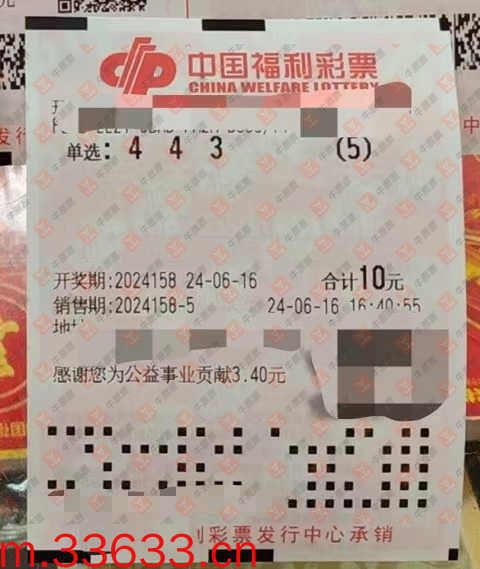 中国福利彩票
CHINA WELFARE LOTTERY
单选: 4 4 3 (5)
开奖期:2024158 24-06-16 合计10元
销售期:2024158-5 24-06-16 16:40:55
地址
感谢您为公益事业贡献3.40元
利彩票发行中心承销
m.33633.cn